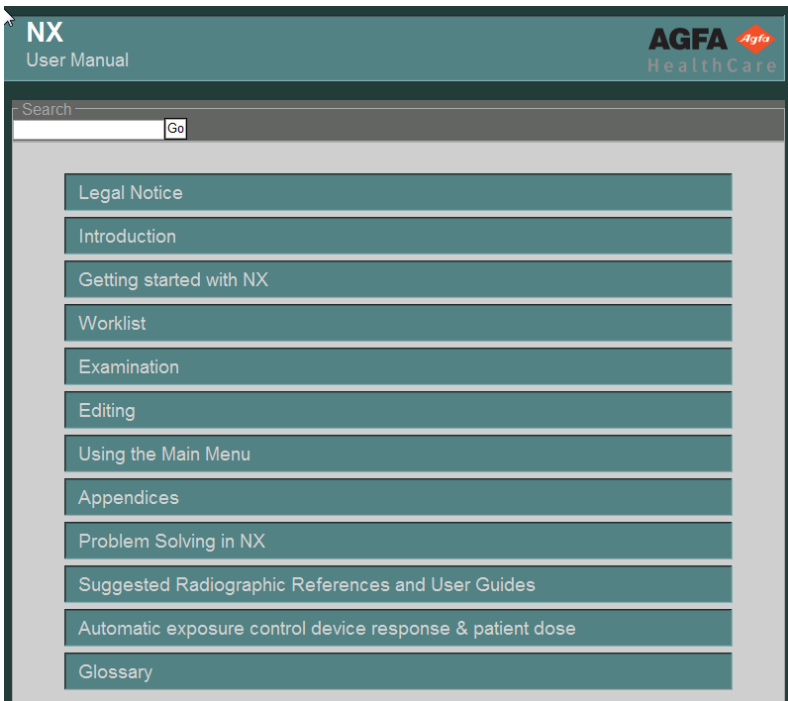 NX
User Manual
AGFA Agfa
HealthCare
Search
Go
Legal Notice
Introduction
Getting started with NX
Worklist
Examination
Editing
Using the Main Menu
Appendices
Problem Solving in NX
Suggested Radiographic References and User Guides
Automatic exposure control device response & patient dose
Glossary